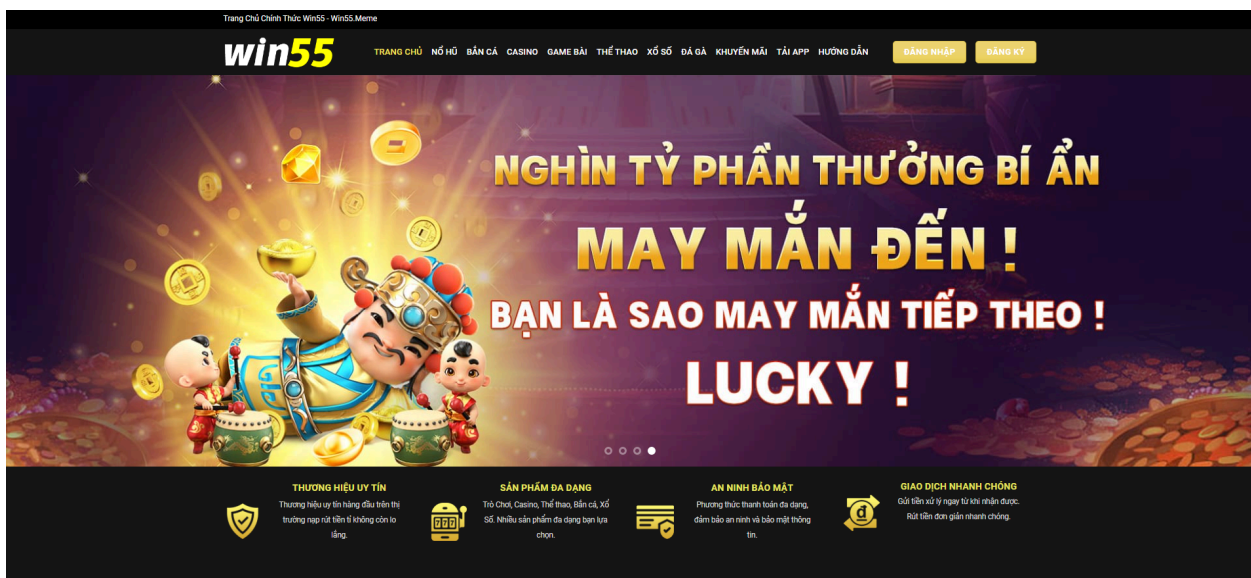 Trang Chủ Chính Thức Win55 - Win55.Meme
win55
TRANG CHỦ NỔ HŨ BẮN CÁ CASINO GAME BÀI THỂ THAO XỔ SỐ ĐÁ GÀ KHUYẾN MÃI TẢI APP HƯỚNG DẪN ĐĂNG NHẬP ĐĂNG KÝ
NGHÌN TỶ PHẦN THƯỞNG BÍ ẨN
MAY MẮN ĐẾN !
BẠN LÀ SAO MAY MẮN TIẾP THEO !
LUCKY !
THƯƠNG HIỆU UY TÍN
Thương hiệu uy tín hàng đầu trên thị
trường nạp rút tiền tỉ không còn lo
lắng.
777
SẢN PHẨM ĐA DẠNG
Trò Chơi, Casino, Thể thao, Bắn cá, Xổ
Số. Nhiều sản phẩm đa dạng bạn lựa
chọn.
AN NINH BẢO MẬT
Phương thức thanh toán đa dạng,
đảm bảo an ninh và bảo mật thông
tin.
đ
GIAO DỊCH NHANH CHÓNG
Gửi tiền xử lý ngay từ khi nhận được.
Rút tiền đơn giản nhanh chóng.